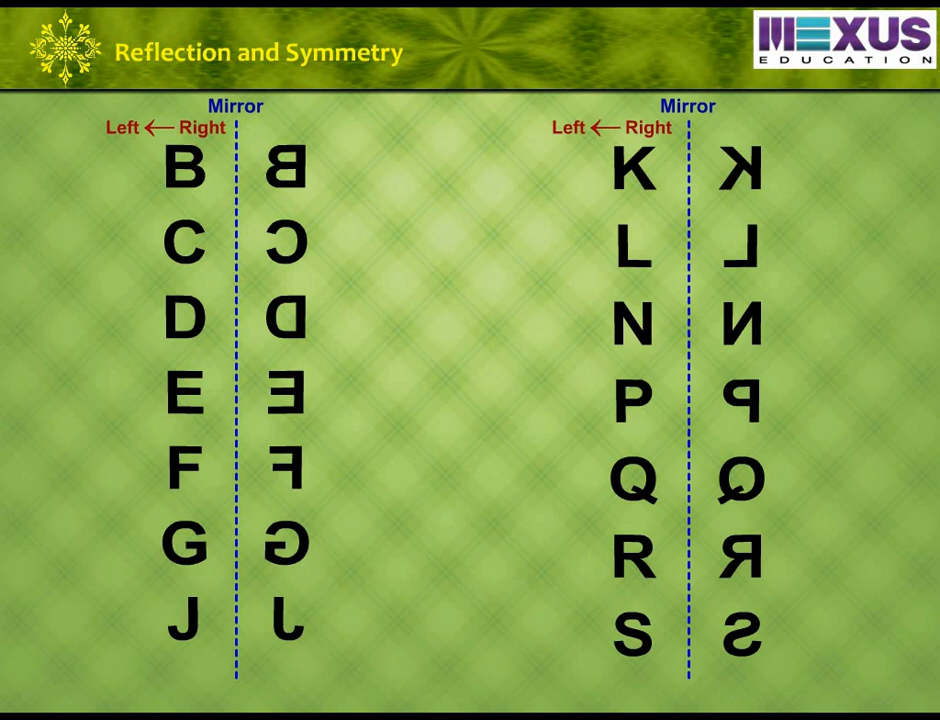 Reflection and Symmetry
MEXUS
EDUCATION
Mirror
Left ← Right
B B
C C
D D
E E
F F
G G
J J
Mirror
Left ← Right
K K
L L
N N
P P
Q Q
R R
S S